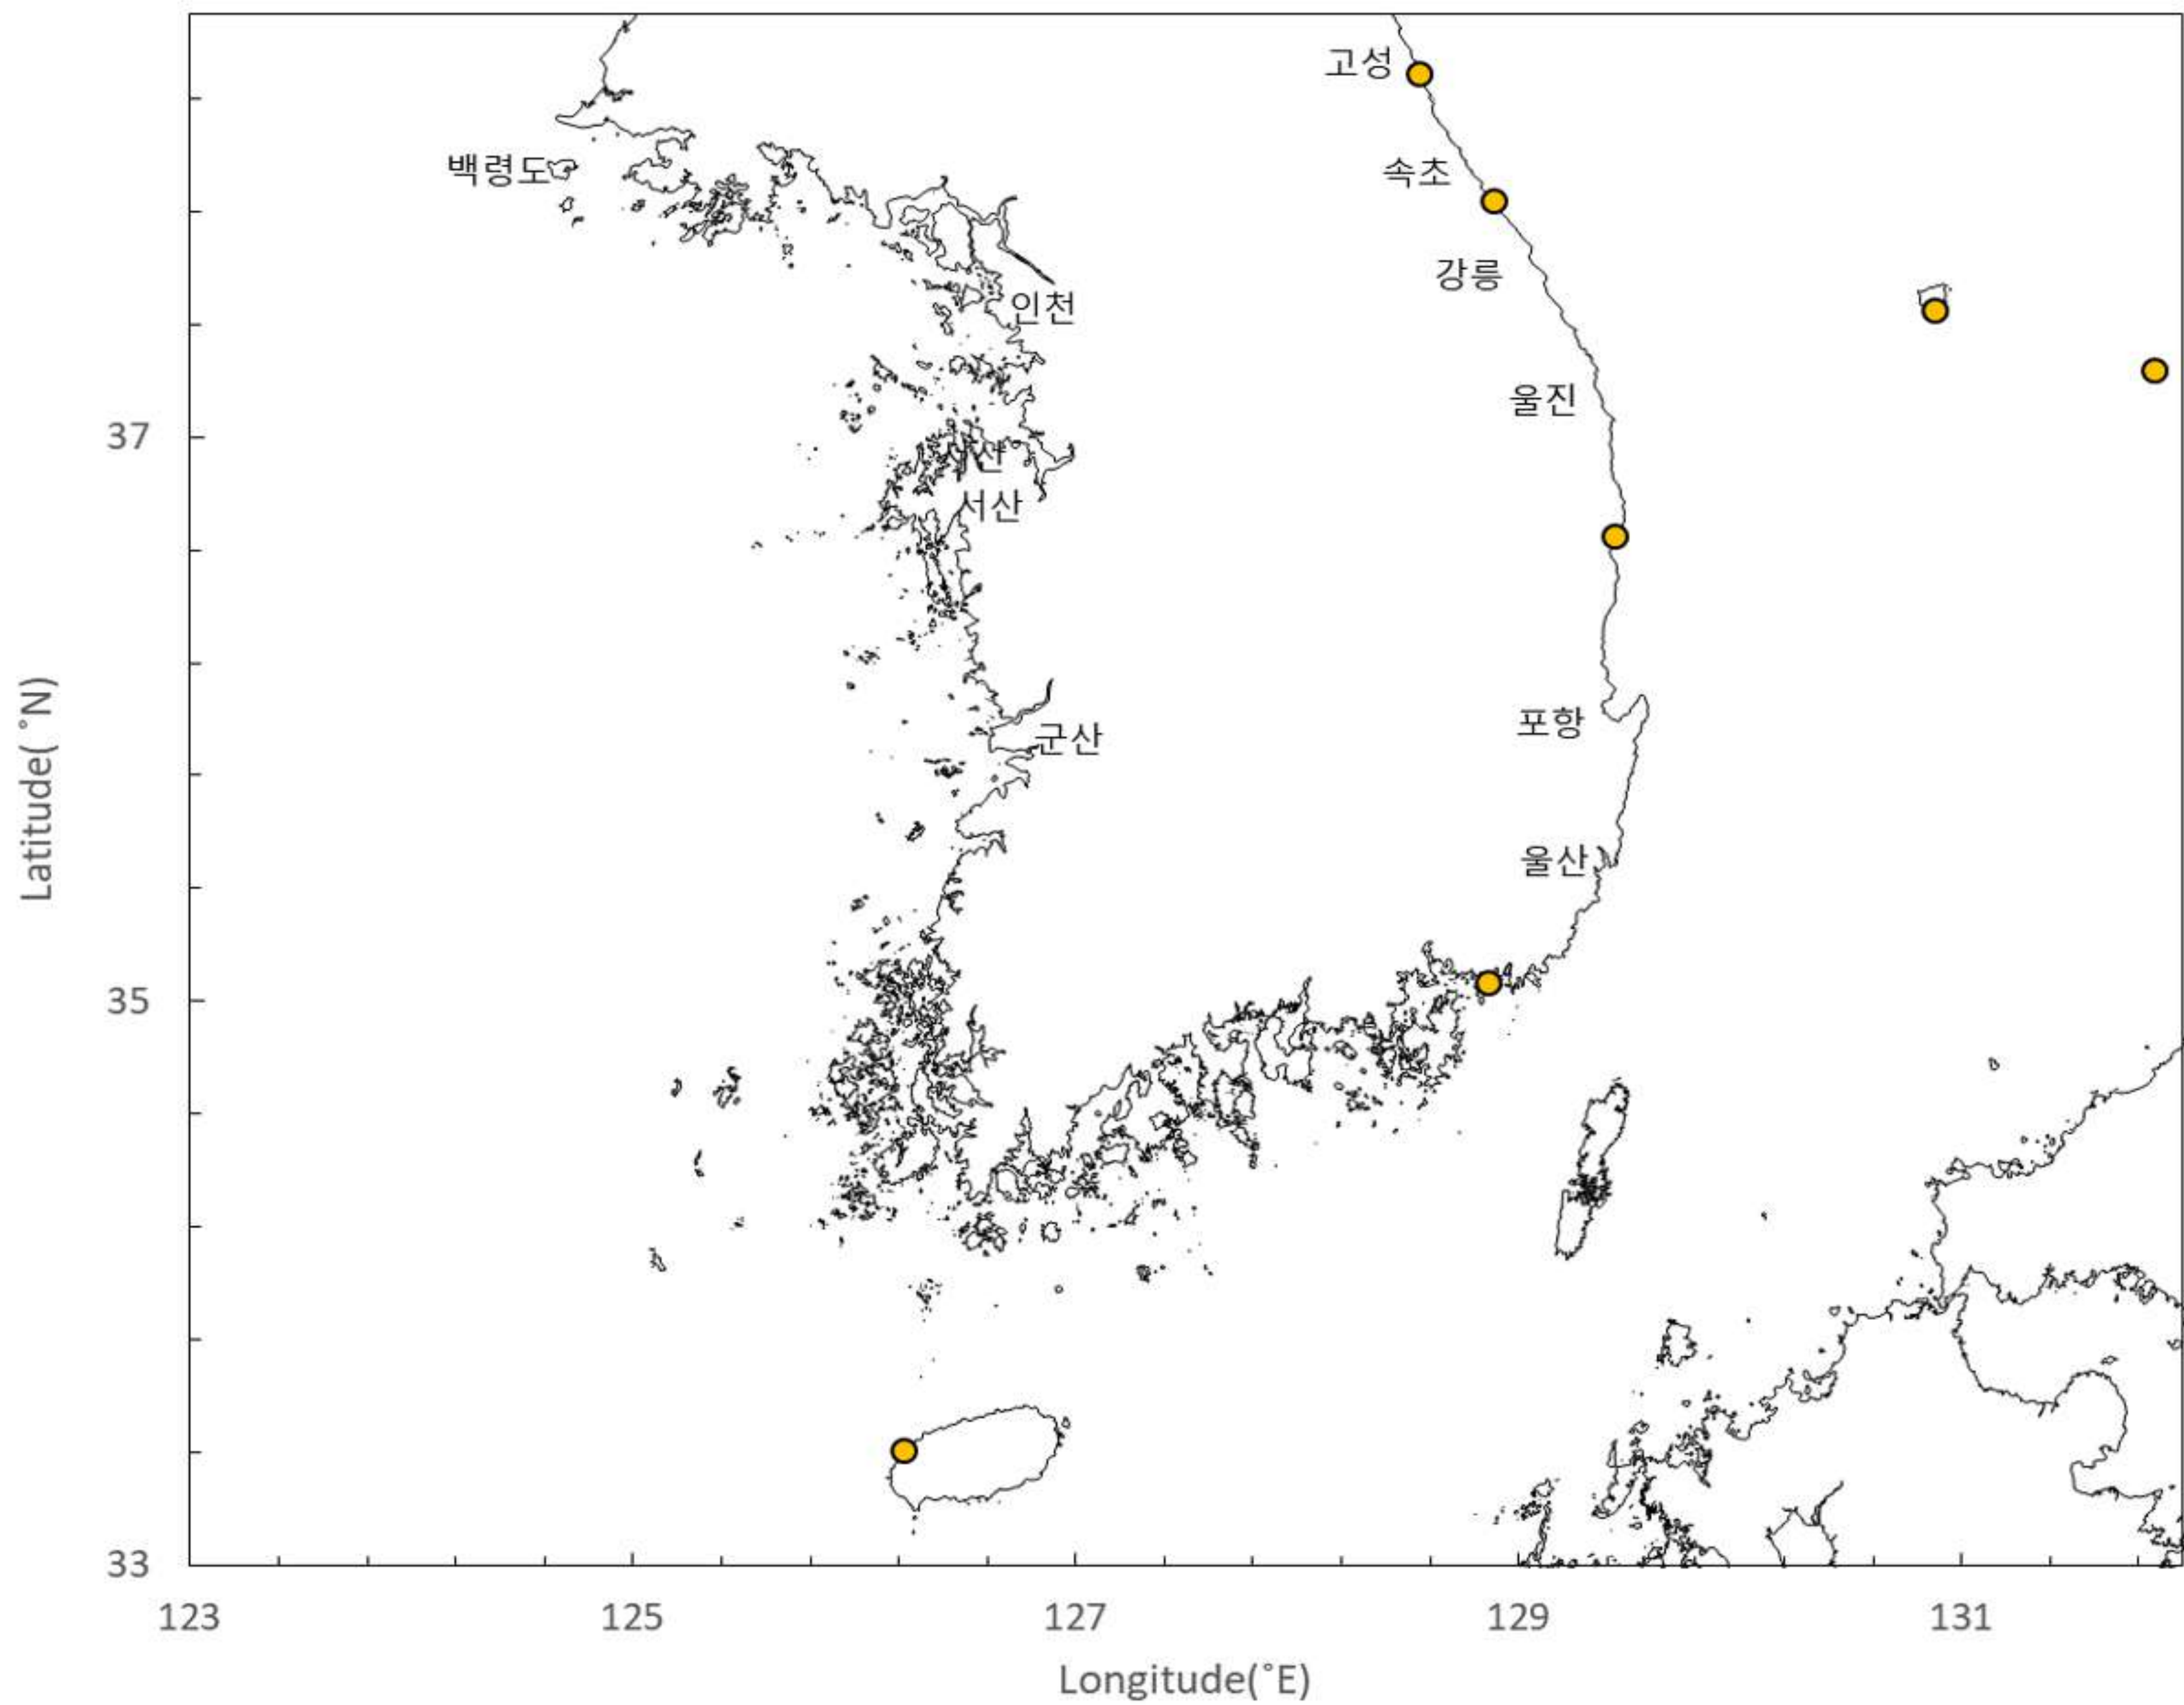 고성
백령도
속초
강릉
인천
울진
37
서산
포항
군산
울산
35
33
123
125
127
129
131
Latitude( ˚N)
Longitude(˚E)